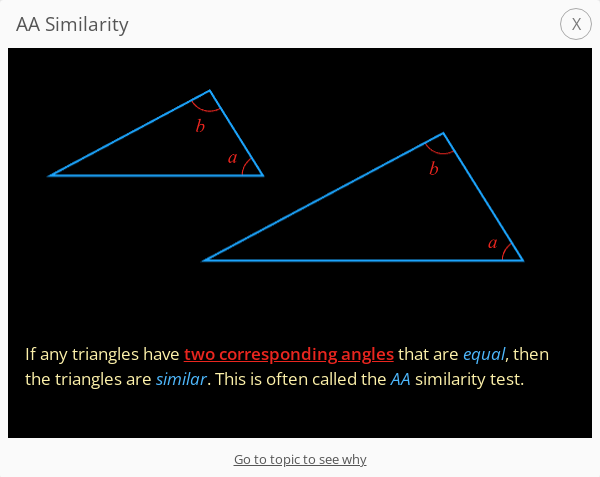 AA Similarity
X
b
a
b
a
If any triangles have two corresponding angles that are equal, then
the triangles are similar. This is often called the AA similarity test.
Go to topic to see why